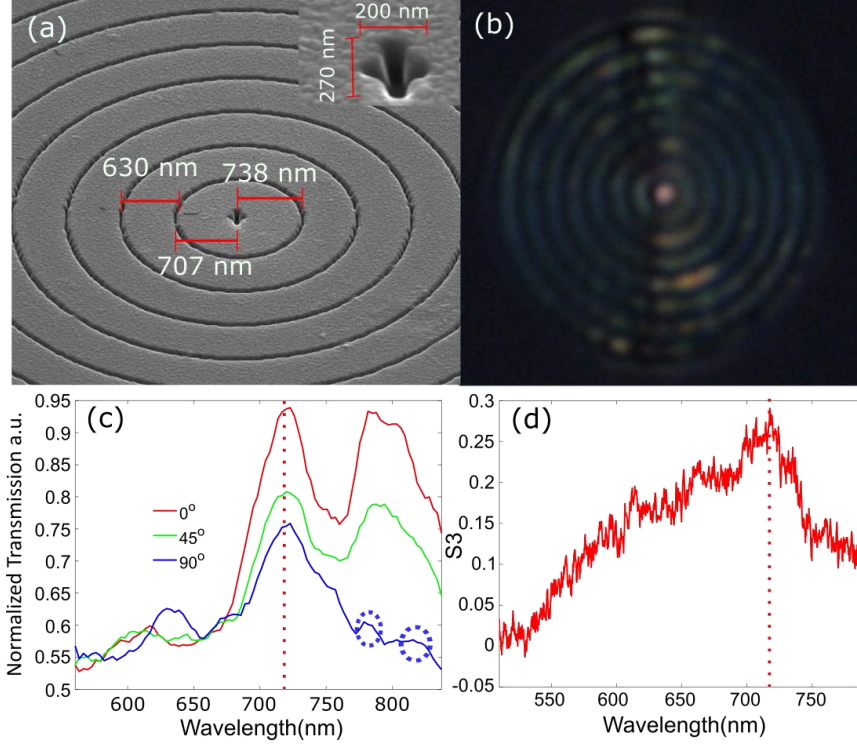 (a)
200 nm
270 nm
630 nm
738 nm
707 nm
(b)
(c)
Normalized Transmission a.u.
0.95
0.9
0.85
0.8
0.75
0.7
0.65
0.6
0.55
0.5
0°
45°
90°
600
650
700
750
800
Wavelength(nm)
(d)
S3
0.3
0.25
0.2
0.15
0.1
0.05
0
-0.05
550
600
650
700
750
Wavelength(nm)